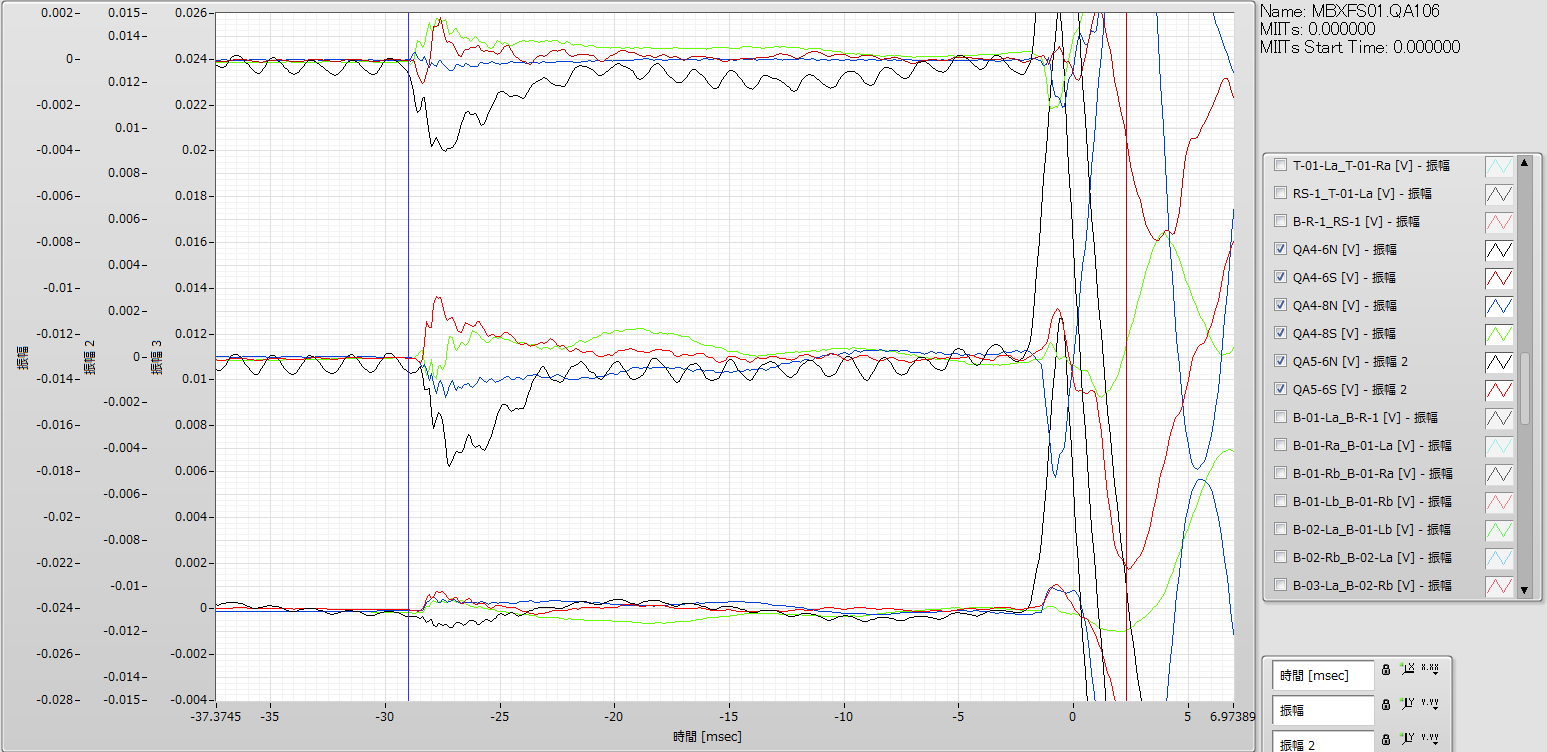 Name: MBXFS01.QA106
MIITs: 0.000000
MIITs Start Time: 0.000000
0.002
0
-0.002
-0.004
-0.006
-0.008
-0.01
-0.012
-0.014
-0.016
-0.018
-0.02
-0.022
-0.024
-0.026
-0.028
振幅
0.015
0.014
0.012
0.01
0.008
0.006
0.004
0.002
0
-0.002
-0.004
-0.006
-0.008
-0.01
-0.012
-0.014
-0.015
振幅 2
0.026
0.024
0.022
0.02
0.018
0.016
0.014
0.012
0.01
0.008
0.006
0.004
0.002
0
-0.002
-0.004
振幅 3
-37.3745 -35 -30 -25 -20 -15 -10 -5 0 5 6.97389
時間 [msec]
T-01-La_T-01-Ra [V] - 振幅
RS-1_T-01-La [V] - 振幅
B-R-1_RS-1 [V] - 振幅
QA4-6N [V] - 振幅
QA4-6S [V] - 振幅
QA4-8N [V] - 振幅
QA4-8S [V] - 振幅
QA5-6N [V] - 振幅 2
QA5-6S [V] - 振幅 2
B-01-La_B-R-1 [V] - 振幅
B-01-Ra_B-01-La [V] - 振幅
B-01-Rb_B-01-Ra [V] - 振幅
B-01-Lb_B-01-Rb [V] - 振幅
B-02-La_B-01-Lb [V] - 振幅
B-02-Rb_B-02-La [V] - 振幅
B-03-La_B-02-Rb [V] - 振幅
時間 [msec] X X.XX
振幅 Y Y.YY
振幅 2 Y Y.YY